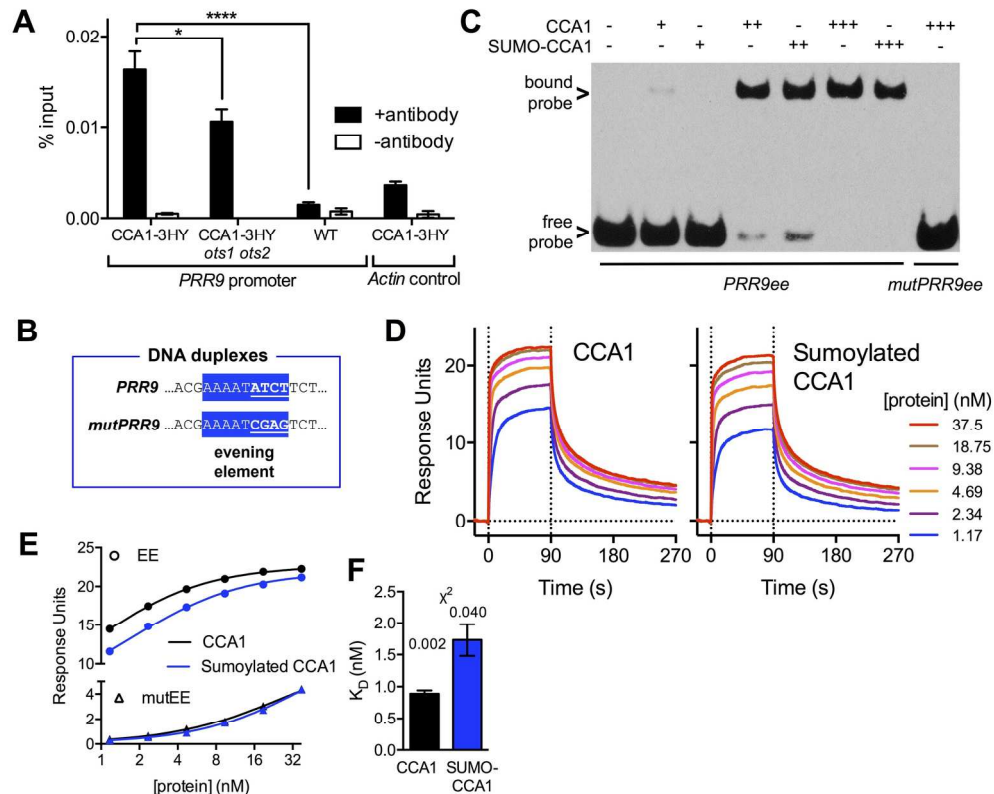 A
****
*
% input
0.02
0.01
0.00
+antibody
-antibody
CCA1-3HY
CCA1-3HY
ots1 ots2
WT
CCA1-3HY
PRR9 promoter
Actin control
C
CCA1 - + - ++ - +++ - +++
SUMO-CCA1 - - + - ++ - +++ -
bound probe >
free probe >
PRR9ee
mutPRR9ee
B
DNA duplexes
PRR9 ...ACGAAAATATCTTCT...
mutPRR9 ...ACGAAAATCGAGTCT...
evening element
D
Response Units
20
10
0
CCA1
0 90 180 270
Time (s)
Sumoylated CCA1
0 90 180 270
Time (s)
[protein] (nM)
37.5
18.75
9.38
4.69
2.34
1.17
E
Response Units
25
20
15
10
4
2
0
EE
CCA1
Sumoylated CCA1
mutEE
1 2 4 8 16 32
[protein] (nM)
F
KD (nM)
2.5
2.0
1.5
1.0
0.5
0.0
χ2
0.002
0.040
CCA1
SUMO-CCA1